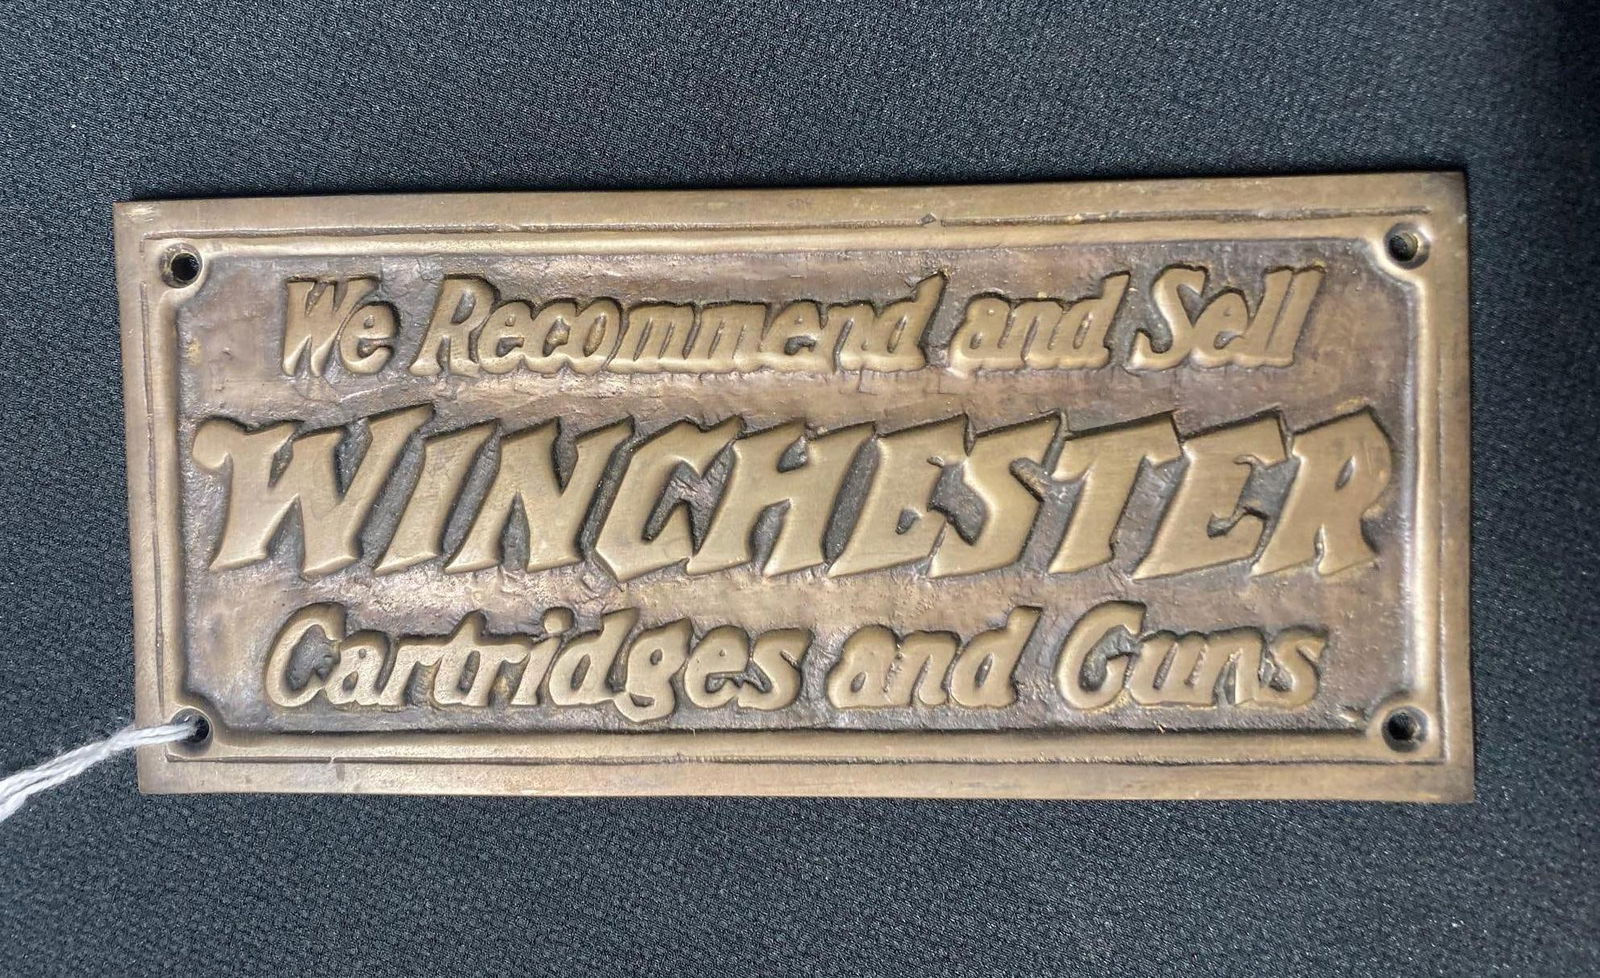 We Recommend and Sell
WINCHESTER
Cartridges and Guns